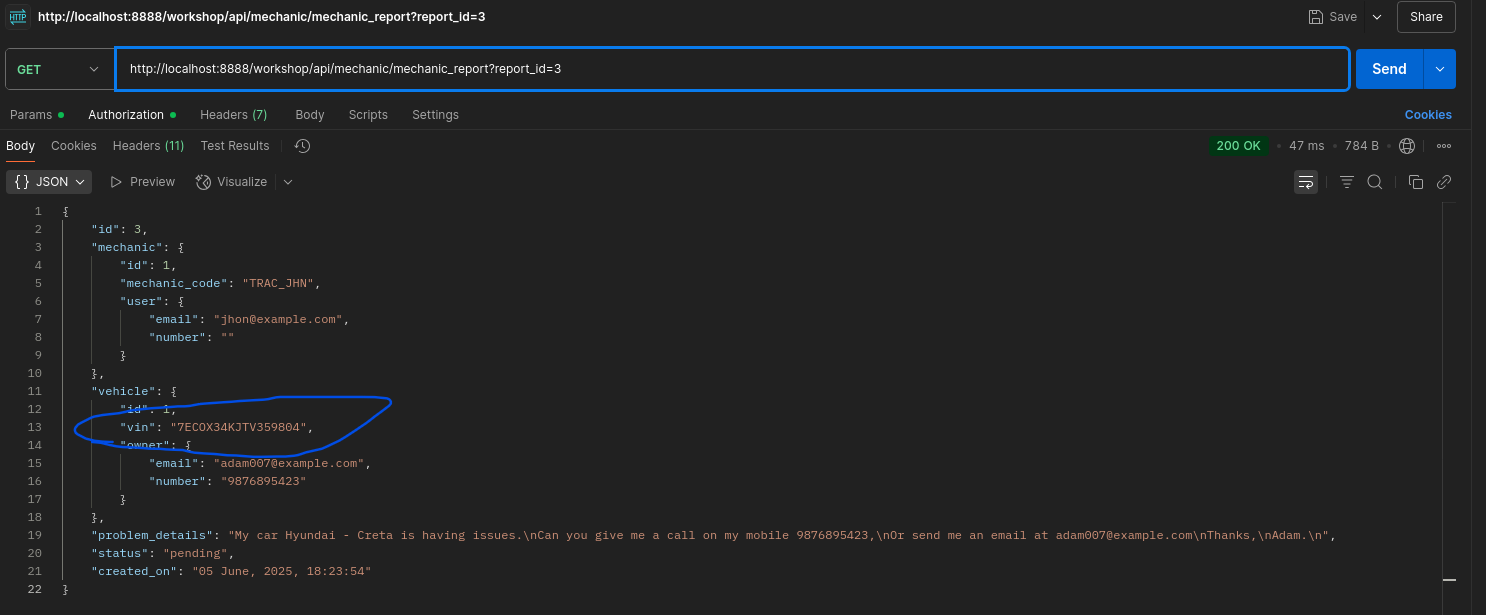 HTTP http://localhost:8888/workshop/api/mechanic/mechanic_report?report_id=3 Save Share
GET http://localhost:8888/workshop/api/mechanic/mechanic_report?report_id=3 Send
Params Authorization Headers (7) Body Scripts Settings Cookies
Body Cookies Headers (11) Test Results 200 OK • 47 ms • 784 B •
{} JSON Preview Visualize
1 {
2 "id": 3,
3 "mechanic": {
4 "id": 1,
5 "mechanic_code": "TRAC_JHN",
6 "user": {
7 "email": "jhon@example.com",
8 "number": ""
9 }
10 },
11 "vehicle": {
12 "id": 1,
13 "vin": "7ECOX34KJTV359804",
14 "owner": {
15 "email": "adam007@example.com",
16 "number": "9876895423"
17 }
18 },
19 "problem_details": "My car Hyundai - Creta is having issues.\nCan you give me a call on my mobile 9876895423,\nOr send me an email at adam007@example.com\nThanks,\nAdam.\n",
20 "status": "pending",
21 "created_on": "05 June, 2025, 18:23:54"
22 }